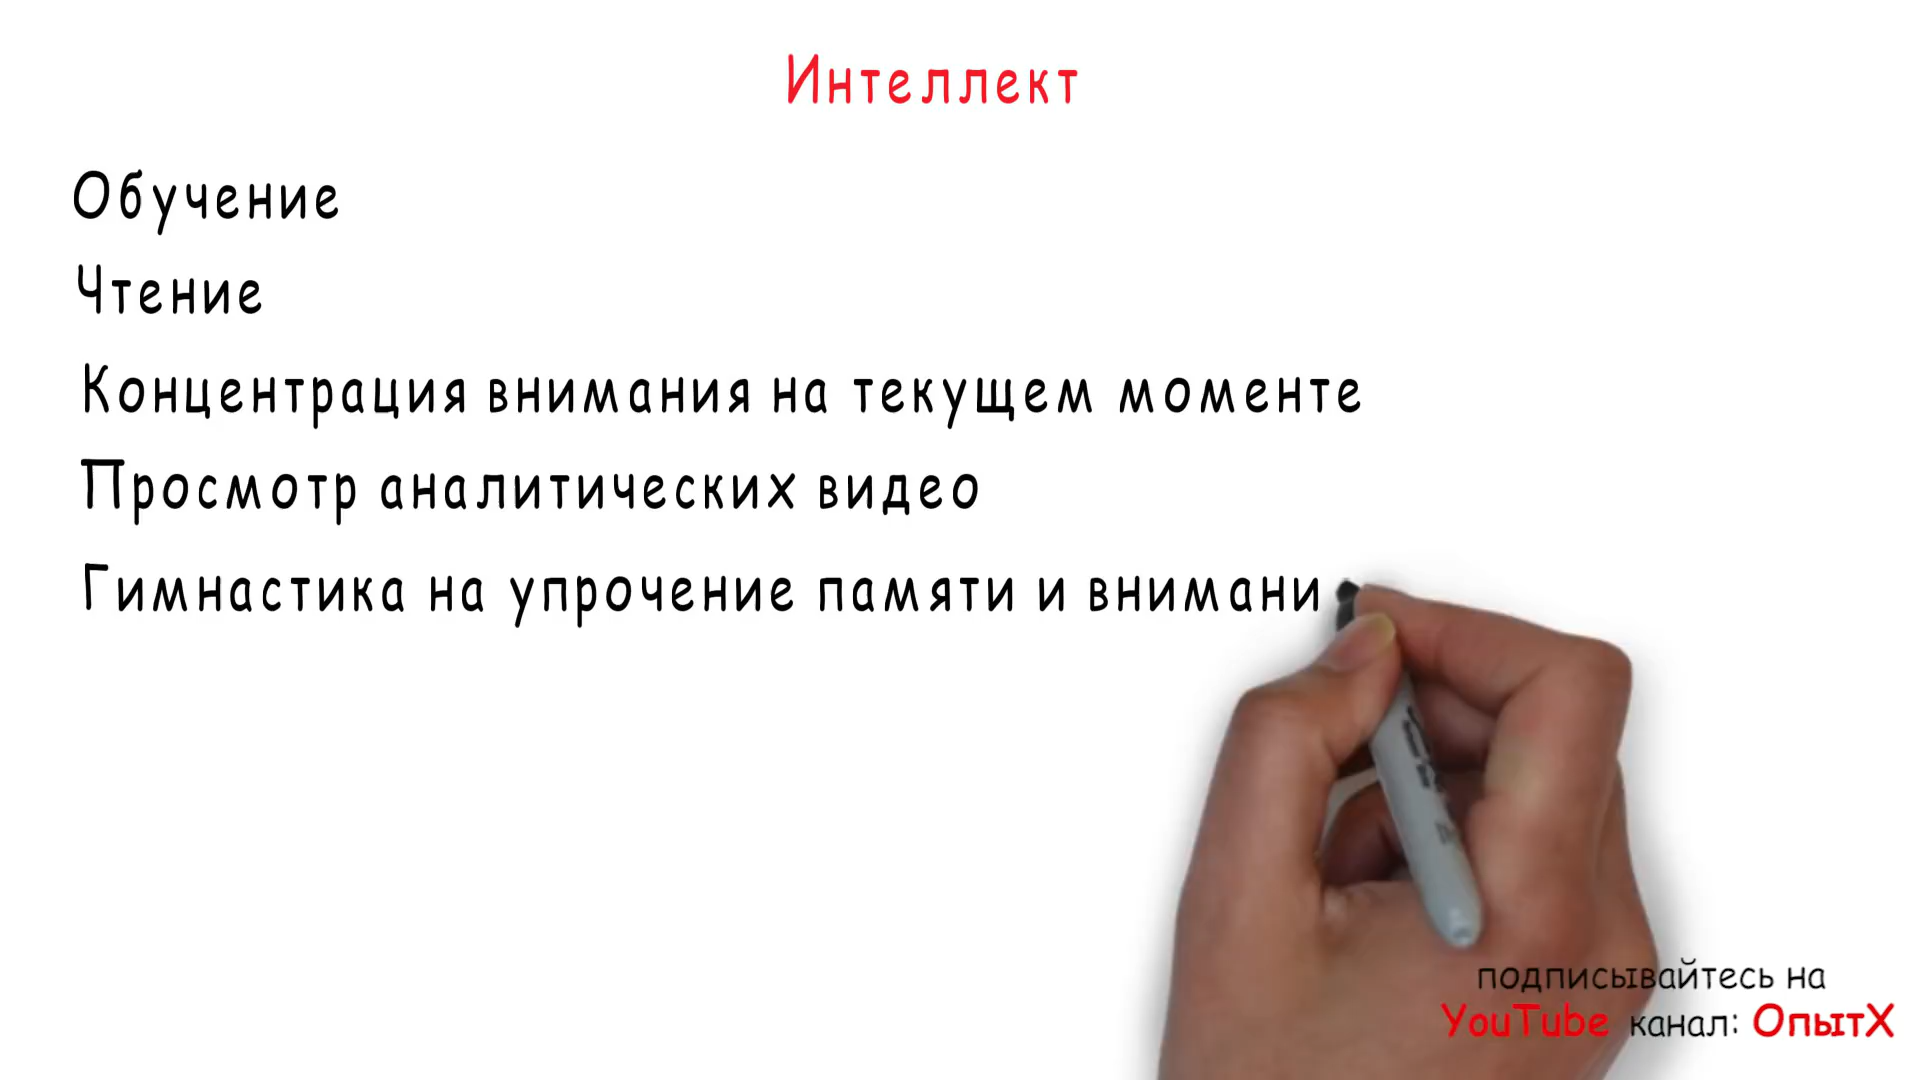 Интеллект
Обучение
Чтение
Концентрация внимания на текущем моменте
Просмотр аналитических видео
Гимнастика на упрочение памяти и внимани
подписывайтесь на
YouTube канал: ОпытХ